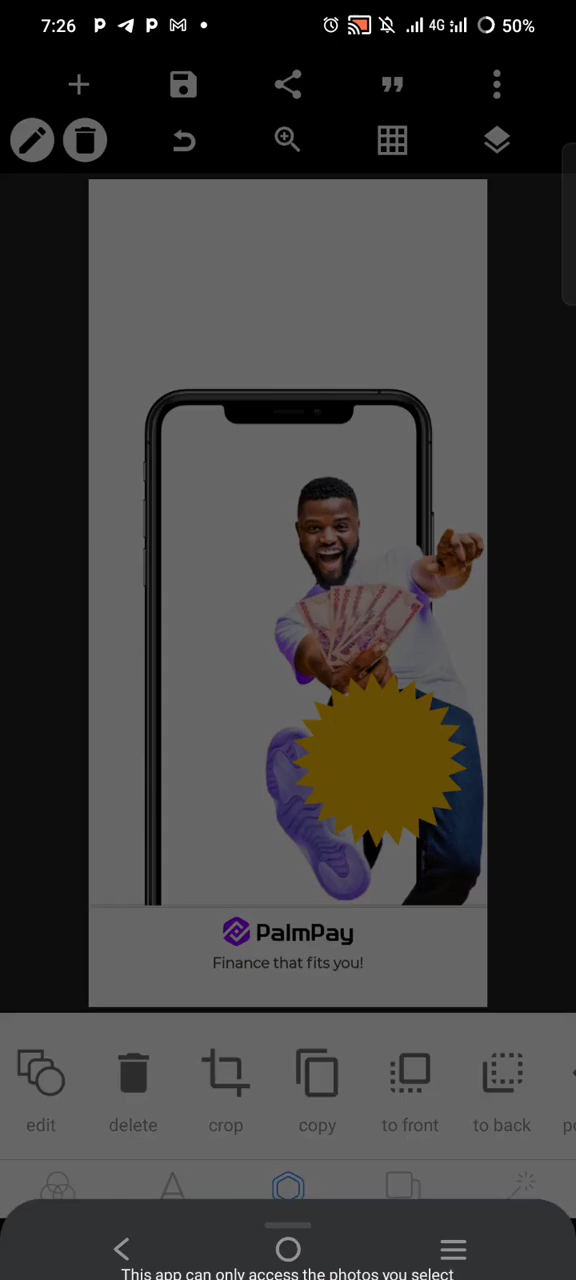 7:26
4G
50%
PalmPay
Finance that fits you!
edit
delete
crop
copy
to front
to back
This app can only access the photos you select